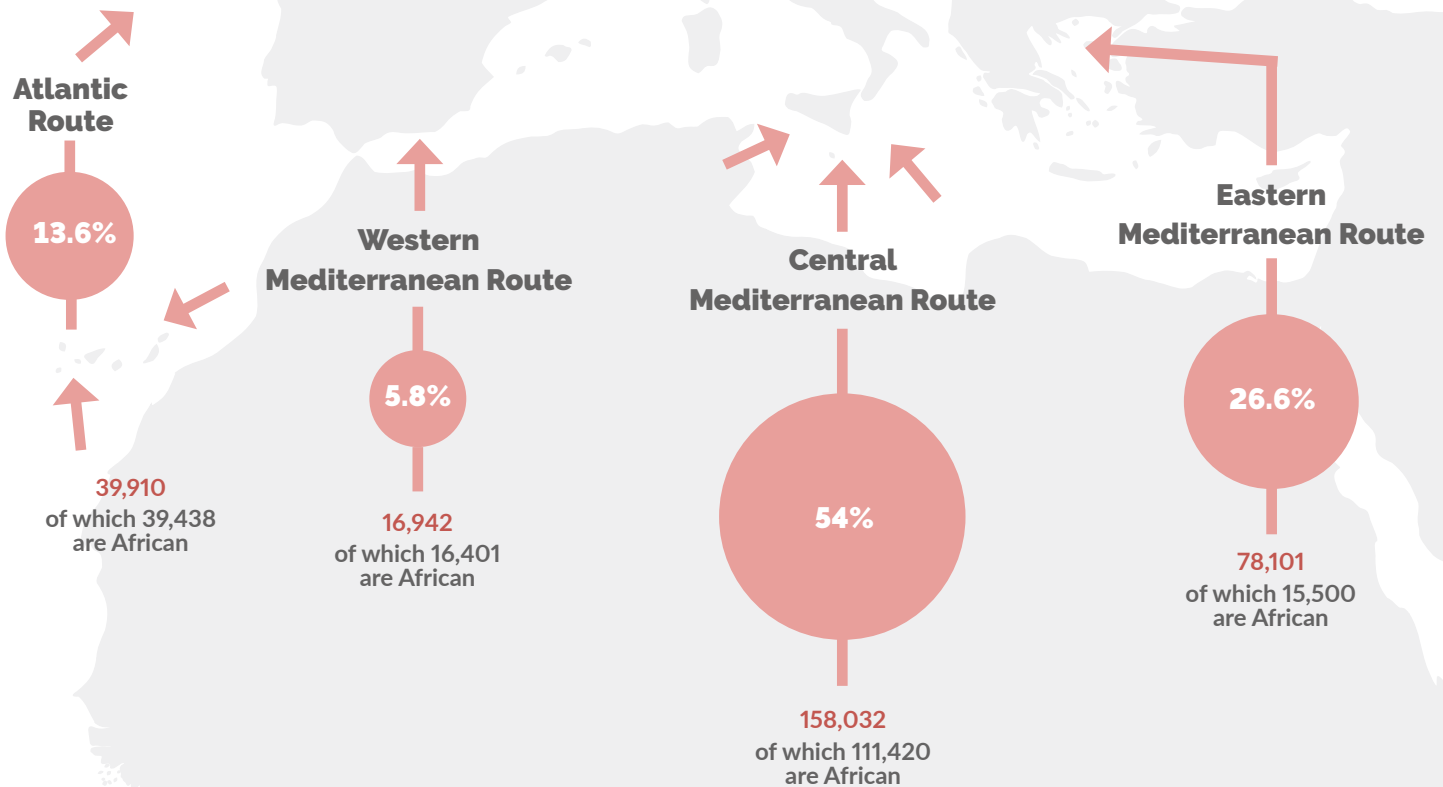 Atlantic
Route
13.6%
39,910
of which 39,438
are African
Western
Mediterranean Route
5.8%
16,942
of which 16,401
are African
Central
Mediterranean Route
54%
158,032
of which 111,420
are African
Eastern
Mediterranean Route
26.6%
78,101
of which 15,500
are African